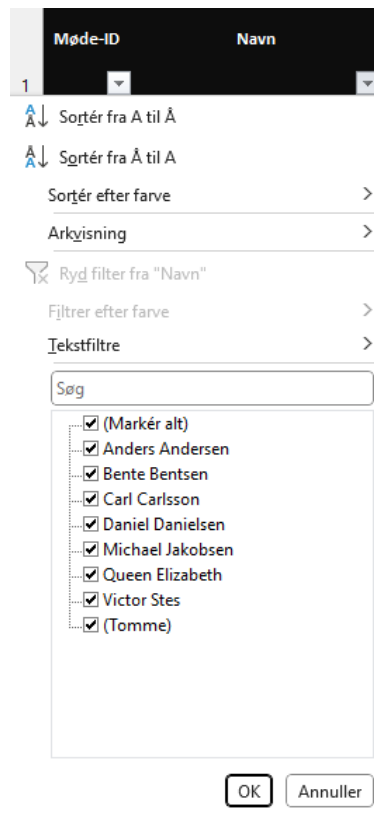 Møde-ID Navn
1
Sortér fra A til Å
Sortér fra Å til A
Sortér efter farve
Arkvisning
Ryd filter fra "Navn"
Filtrer efter farve
Tekstfiltre
Søg
(Markér alt)
Anders Andersen
Bente Bentsen
Carl Carlsson
Daniel Danielsen
Michael Jakobsen
Queen Elizabeth
Victor Stes
(Tomme)
OK Annuller